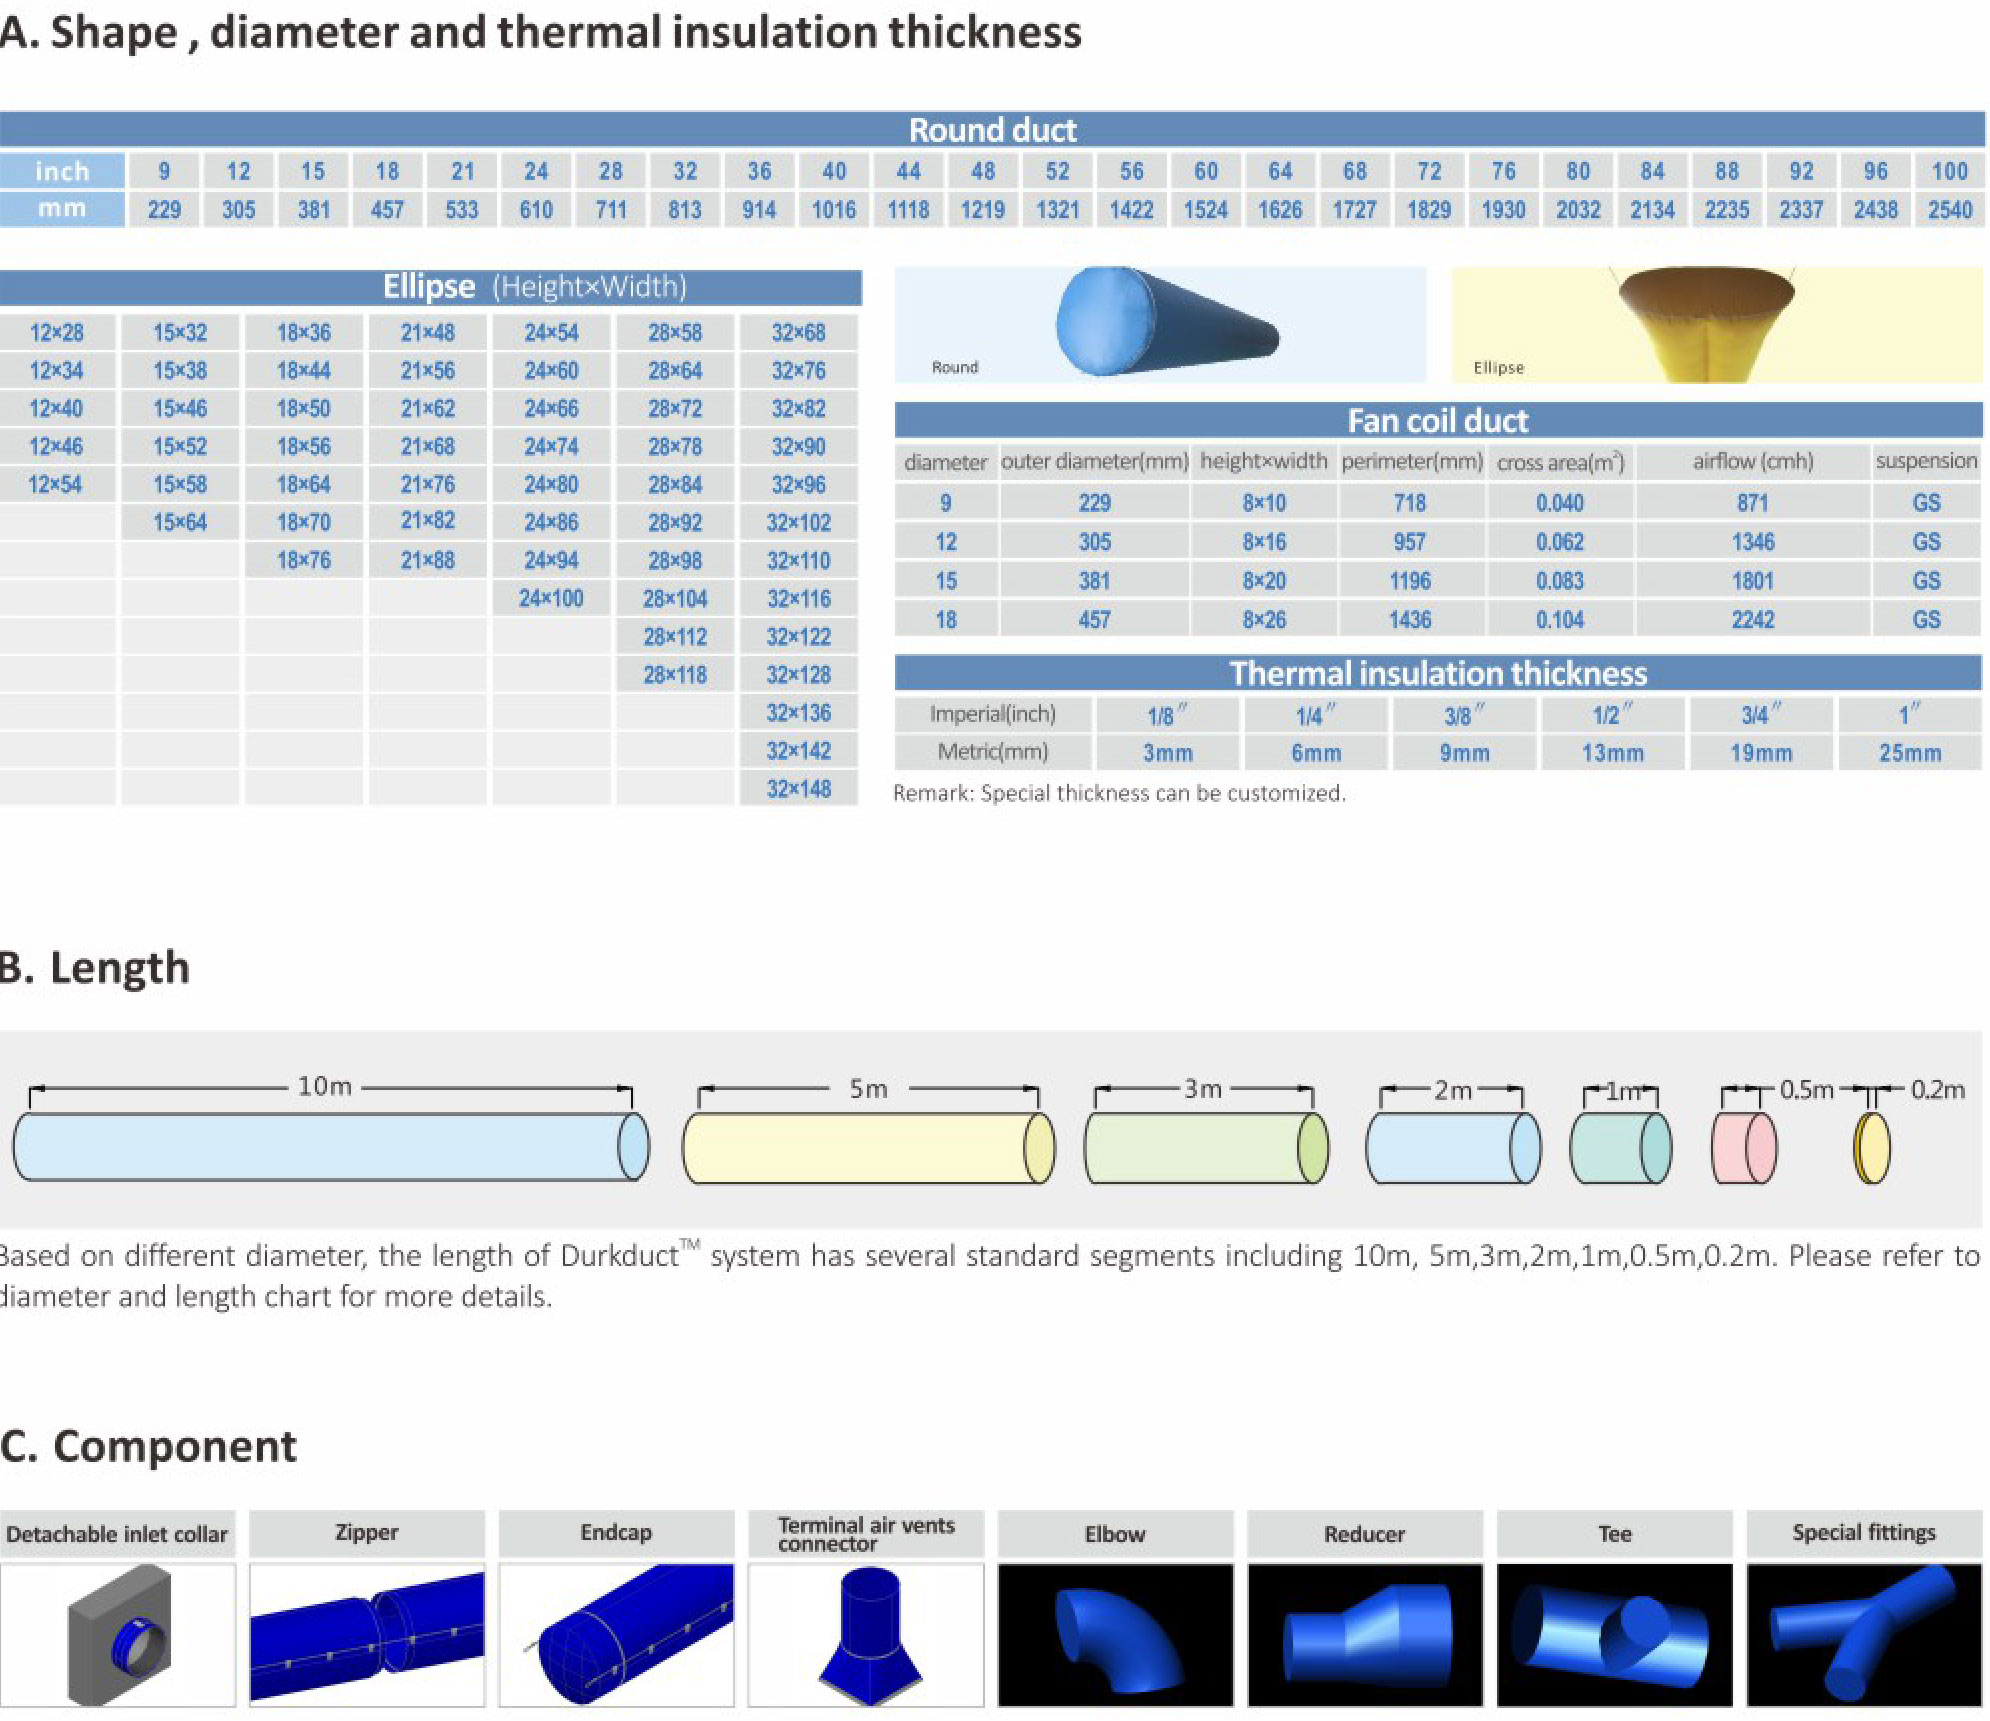 A. Shape , diameter and thermal insulation thickness
Round duct
inch 9 12 15 18 21 24 28 32 36 40 44 48 52 56 60 64 68 72 76 80 84 88 92 96 100
mm 229 305 381 457 533 610 711 813 914 1016 1118 1219 1321 1422 1524 1626 1727 1829 1930 2032 2134 2235 2337 2438 2540
Ellipse (Height×Width)
12×28 15×32 18×36 21×48 24×54 28×58 32×68
12×34 15×38 18×44 21×56 24×60 28×64 32×76
12×40 15×46 18×50 21×62 24×66 28×72 32×82
12×46 15×52 18×56 21×68 24×74 28×78 32×90
12×54 15×58 18×64 21×76 24×80 28×84 32×96
15×64 18×70 21×82 24×86 28×92 32×102
18×76 21×88 24×94 28×98 32×110
24×100 28×104 32×116
28×112 32×122
28×118 32×128
32×136
32×142
32×148
Round
Ellipse
Fan coil duct
diameter outer diameter(mm) height×width perimeter(mm) cross area(m²) airflow (cmh) suspension
9 229 8×10 718 0.040 871 GS
12 305 8×16 957 0.062 1346 GS
15 381 8×20 1196 0.083 1801 GS
18 457 8×26 1436 0.104 2242 GS
Thermal insulation thickness
Imperial(inch) 1/8″ 1/4″ 3/8″ 1/2″ 3/4″ 1″
Metric(mm) 3mm 6mm 9mm 13mm 19mm 25mm
Remark: Special thickness can be customized.
B. Length
10m 5m 3m 2m 1m 0.5m 0.2m
Based on different diameter, the length of Durkduct™ system has several standard segments including 10m, 5m,3m,2m,1m,0.5m,0.2m. Please refer to
diameter and length chart for more details.
C. Component
Detachable inlet collar
Zipper
Endcap
Terminal air vents
connector
Elbow
Reducer
Tee
Special fittings